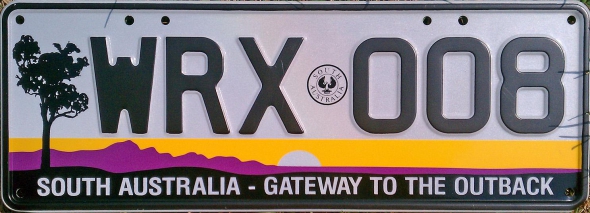 WRX 008
SOUTH AUSTRALIA
SOUTH AUSTRALIA - GATEWAY TO THE OUTBACK